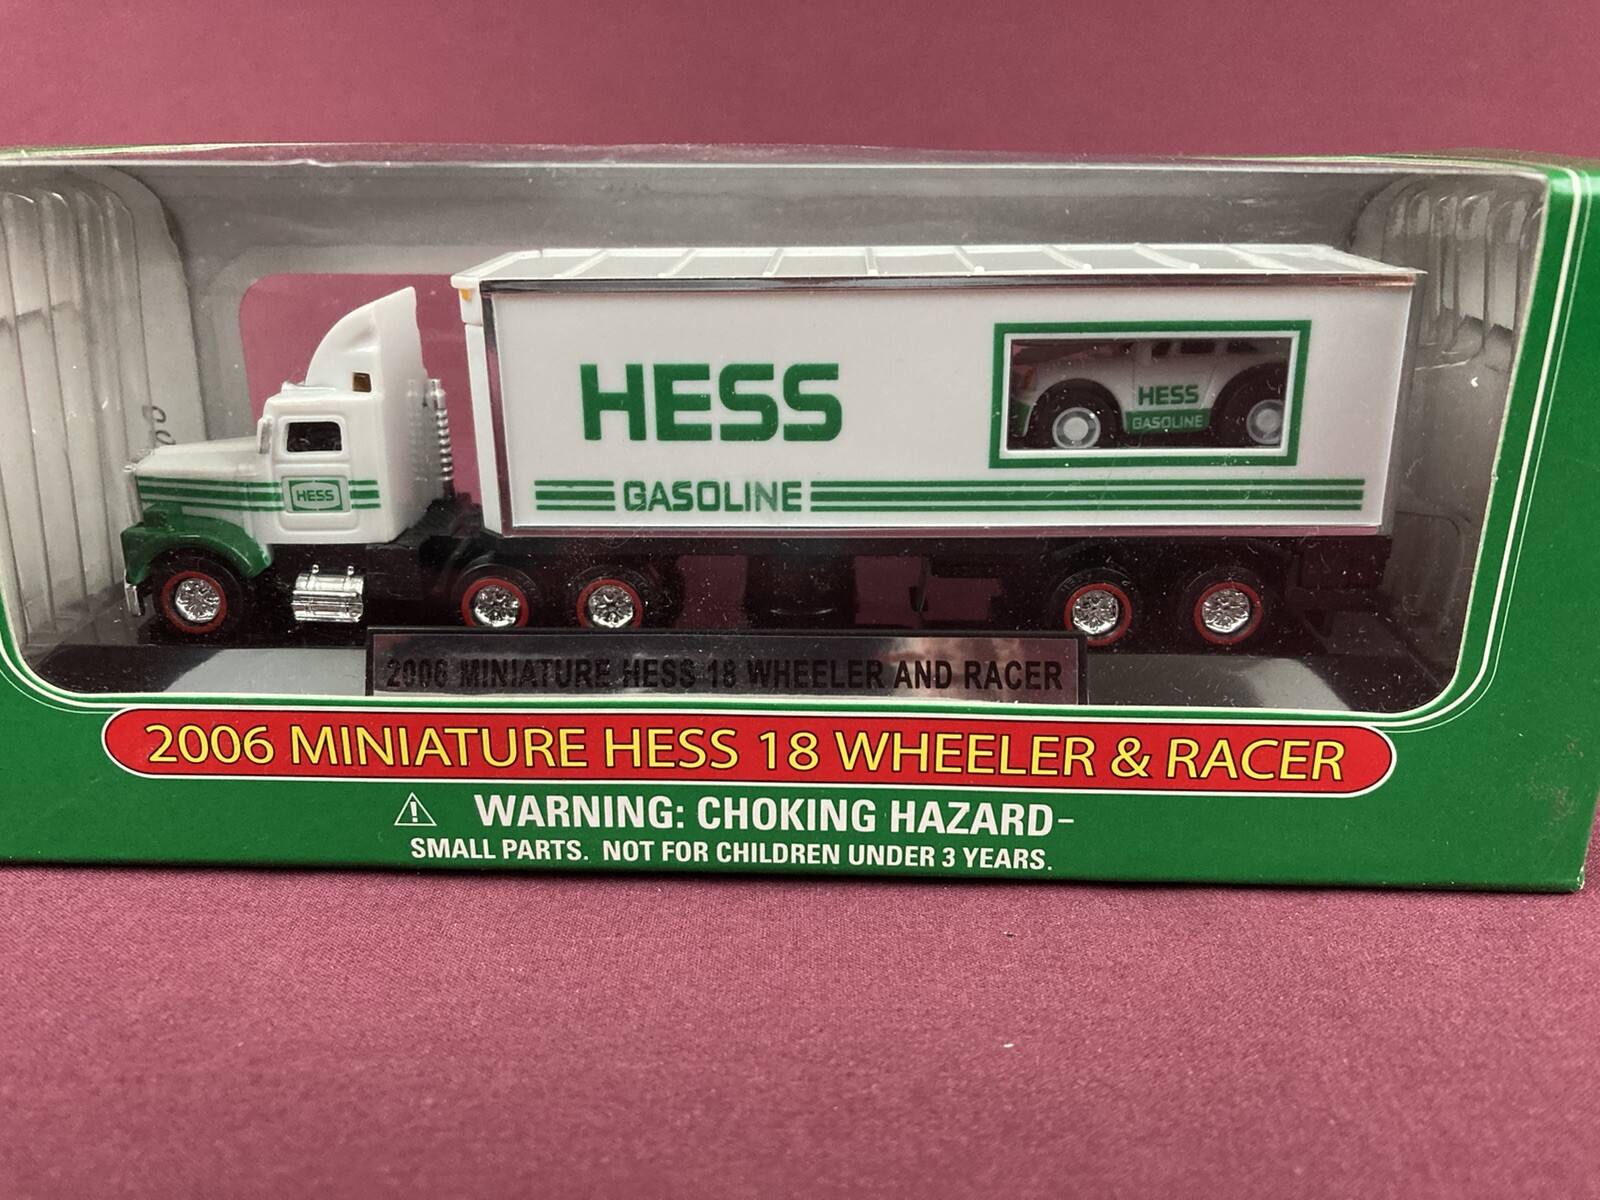 HESS
HESS
GASOLINE
HESS
GASOLINE
2006 MINIATURE HESS 18 WHEELER AND RACER
2006 MINIATURE HESS 18 WHEELER & RACER
WARNING: CHOKING HAZARD-
SMALL PARTS. NOT FOR CHILDREN UNDER 3 YEARS.